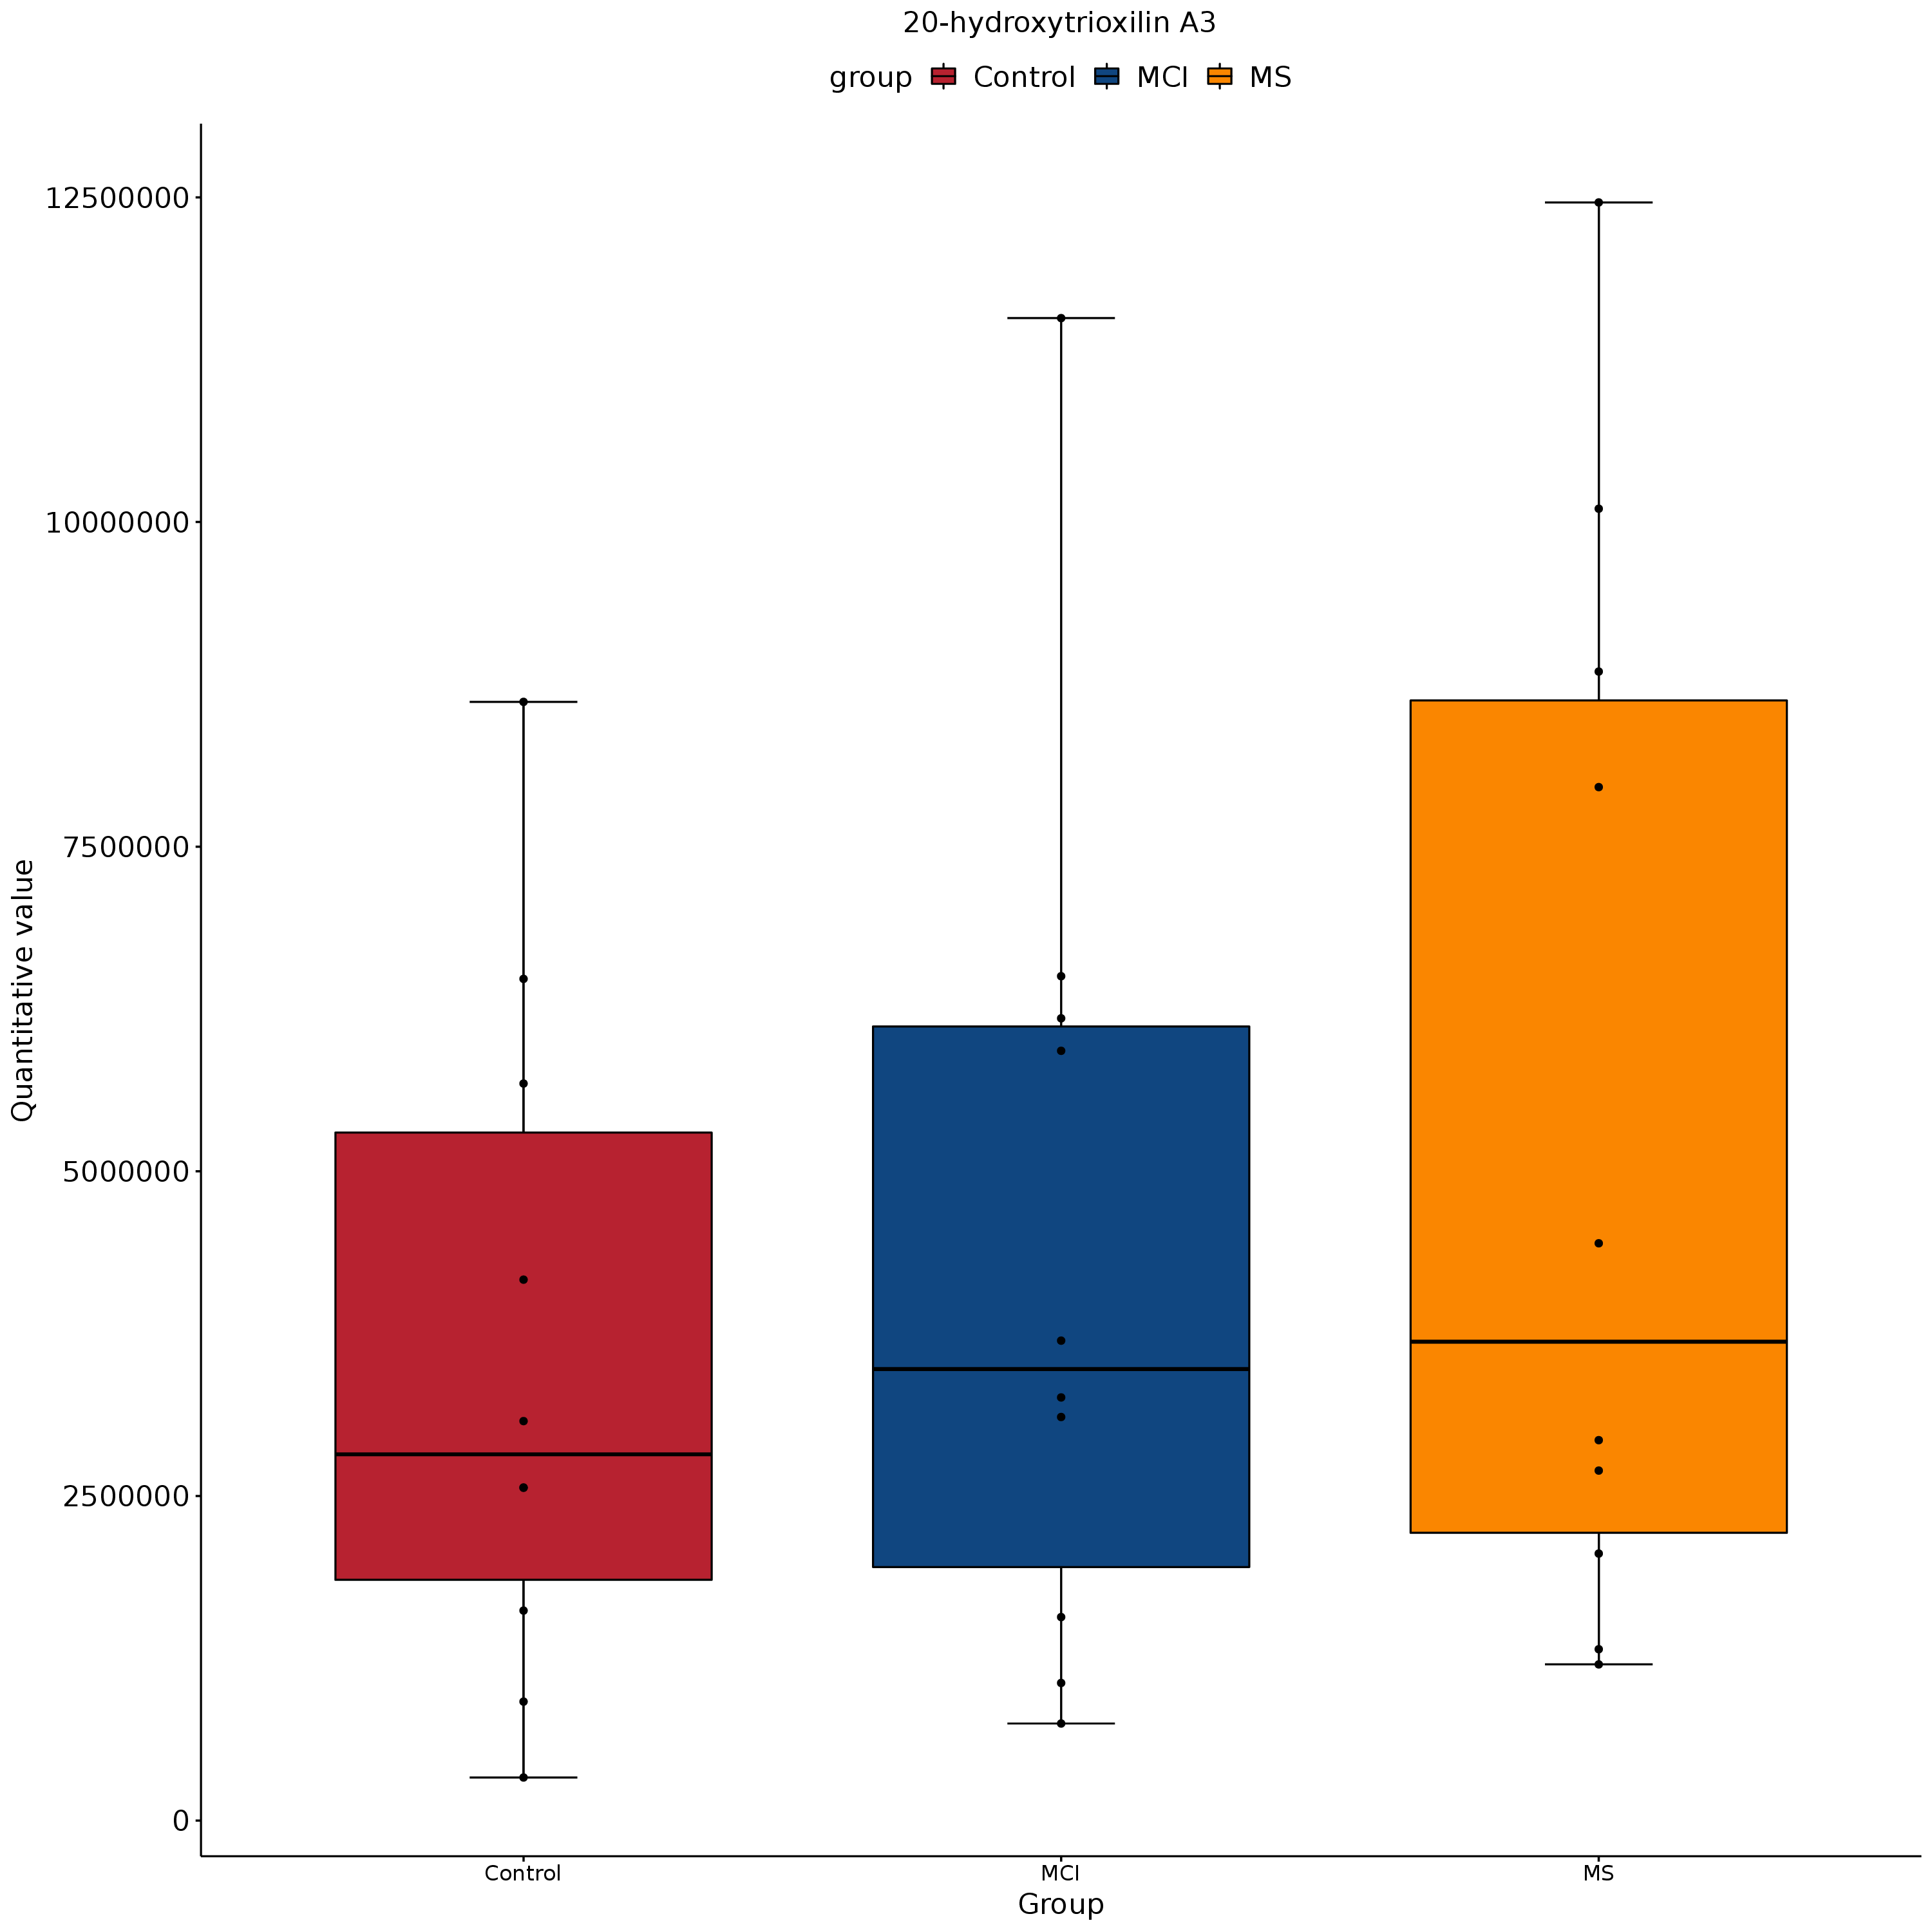 20-hydroxytrioxilin A3
group Control MCI MS
12500000
10000000
7500000
5000000
2500000
0
Quantitative value
Control MCI MS
Group